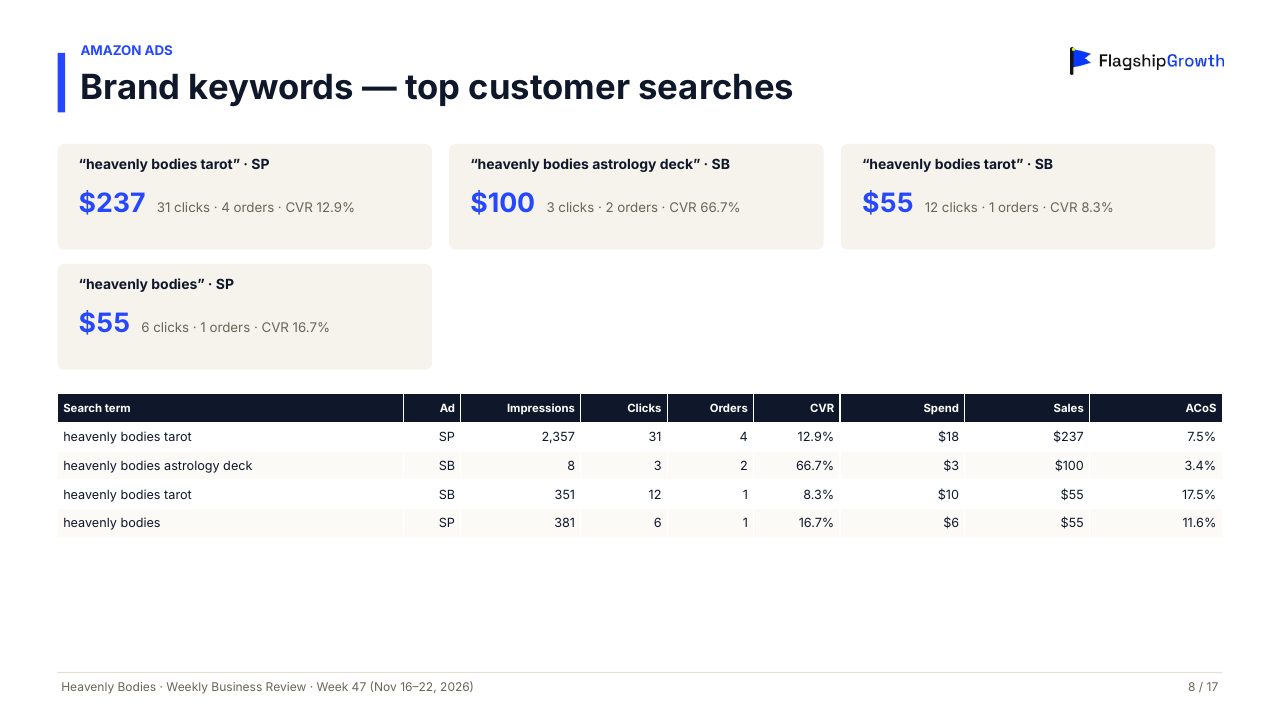 AMAZON ADS
Brand keywords — top customer searches
FlagshipGrowth
“heavenly bodies tarot” · SP
$237 31 clicks · 4 orders · CVR 12.9%
“heavenly bodies astrology deck” · SB
$100 3 clicks · 2 orders · CVR 66.7%
“heavenly bodies tarot” · SB
$55 12 clicks · 1 orders · CVR 8.3%
“heavenly bodies” · SP
$55 6 clicks · 1 orders · CVR 16.7%
Search term Ad Impressions Clicks Orders CVR Spend Sales ACoS
heavenly bodies tarot SP 2,357 31 4 12.9% $18 $237 7.5%
heavenly bodies astrology deck SB 8 3 2 66.7% $3 $100 3.4%
heavenly bodies tarot SB 351 12 1 8.3% $10 $55 17.5%
heavenly bodies SP 381 6 1 16.7% $6 $55 11.6%
Heavenly Bodies · Weekly Business Review · Week 47 (Nov 16–22, 2026) 8 / 17